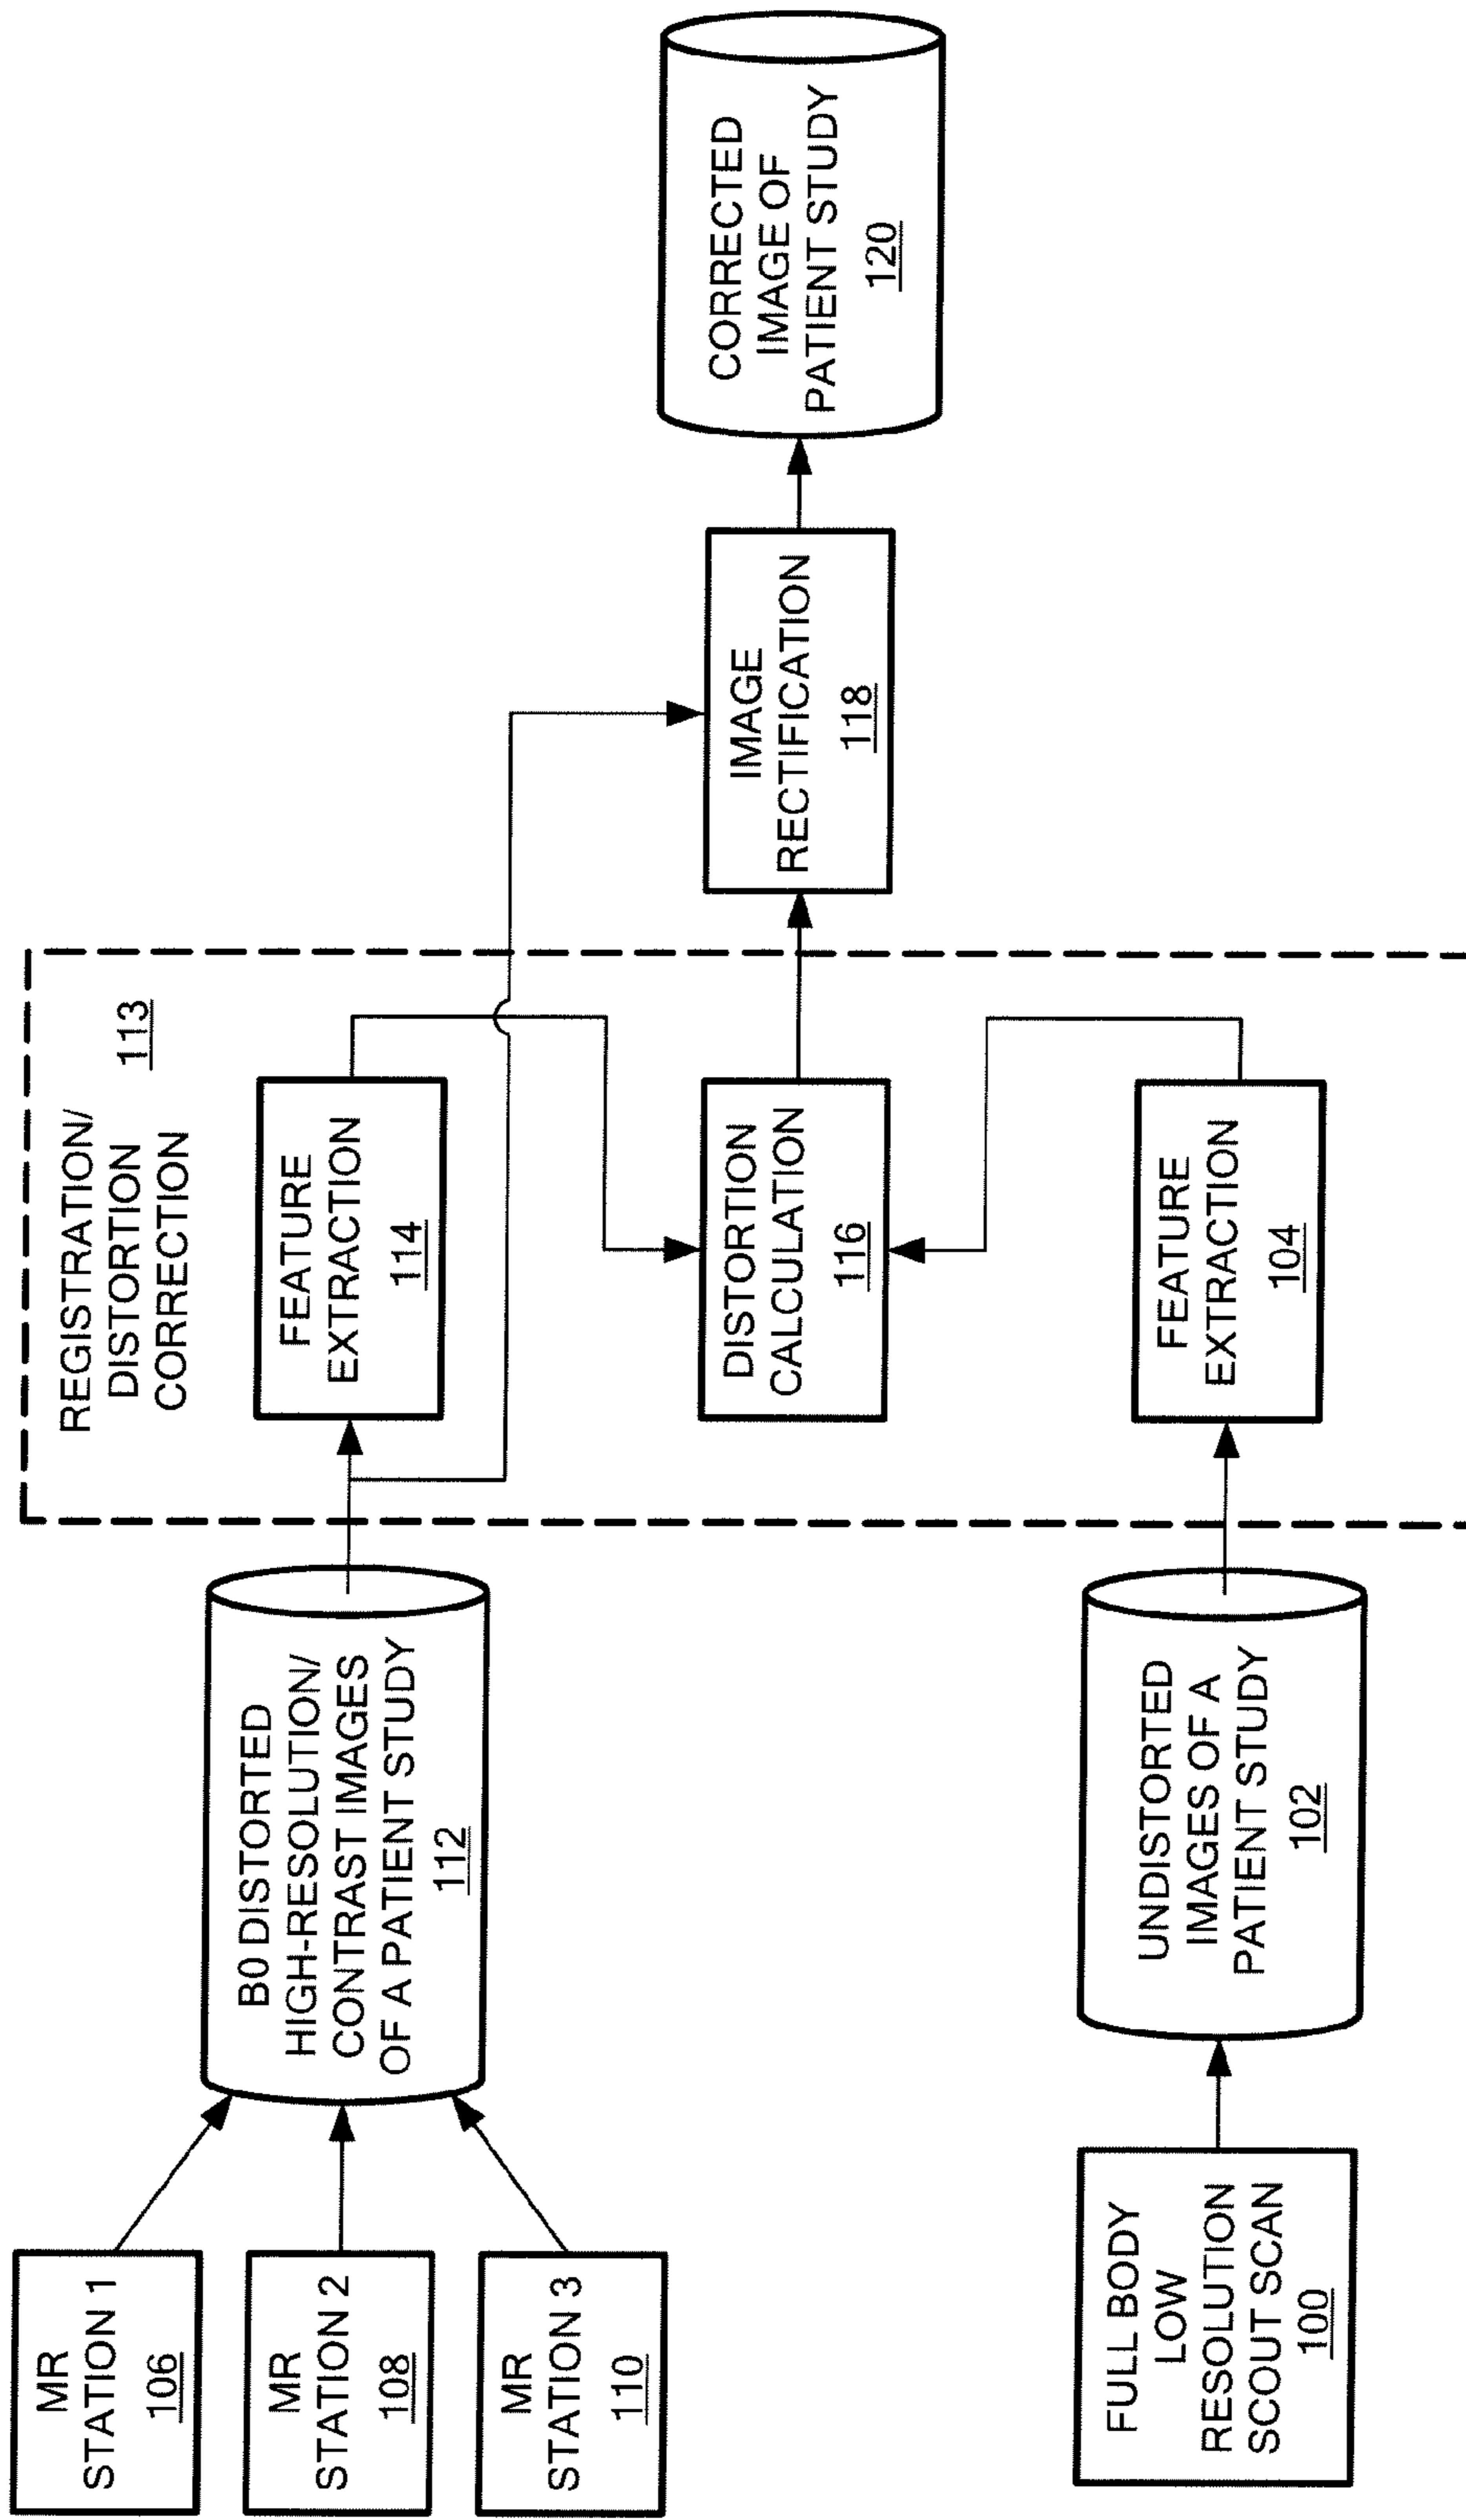 MR
STATION 1
106
MR
STATION 2
108
MR
STATION 3
110
B0 DISTORTED
HIGH-RESOLUTION/
CONTRAST IMAGES
OF A PATIENT STUDY
112
REGISTRATION/
DISTORTION
CORRECTION
113
FEATURE
EXTRACTION
114
DISTORTION
CALCULATION
116
FEATURE
EXTRACTION
104
FULL BODY
LOW
RESOLUTION
SCOUT SCAN
100
UNDISTORTED
IMAGES OF A
PATIENT STUDY
102
IMAGE
RECTIFICATION
118
CORRECTED
IMAGE OF
PATIENT STUDY
120